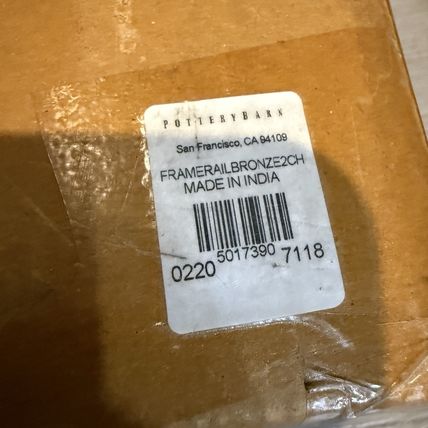 POTTERYBARN
San Francisco, CA 94109
FRAMERAILBRONZE2CH
MADE IN INDIA
0220 5017390 7118